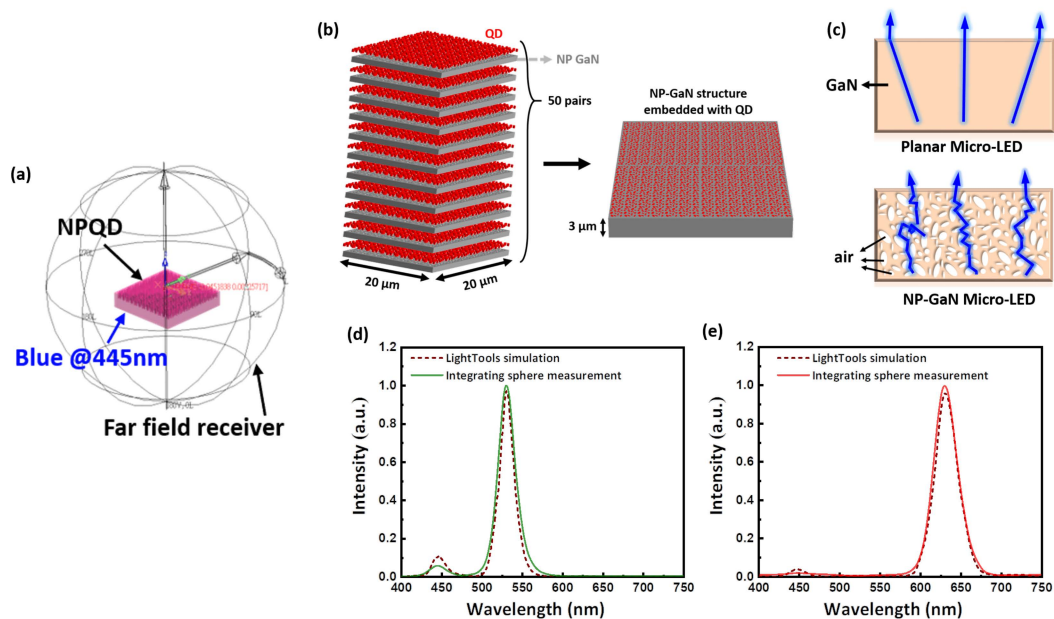 (a)
NPQD
Blue @445nm
Far field receiver
(b)
QD
NP GaN
50 pairs
20 µm
20 µm
NP-GaN structure
embedded with QD
3 µm
(c)
GaN
Planar Micro-LED
air
NP-GaN Micro-LED
(d)
LightTools simulation
Integrating sphere measurement
Intensity (a.u.)
1.2
1.0
0.8
0.6
0.4
0.2
0.0
400 450 500 550 600 650 700 750
Wavelength (nm)
(e)
LightTools simulation
Integrating sphere measurement
Intensity (a.u.)
1.2
1.0
0.8
0.6
0.4
0.2
0.0
400 450 500 550 600 650 700 750
Wavelength (nm)